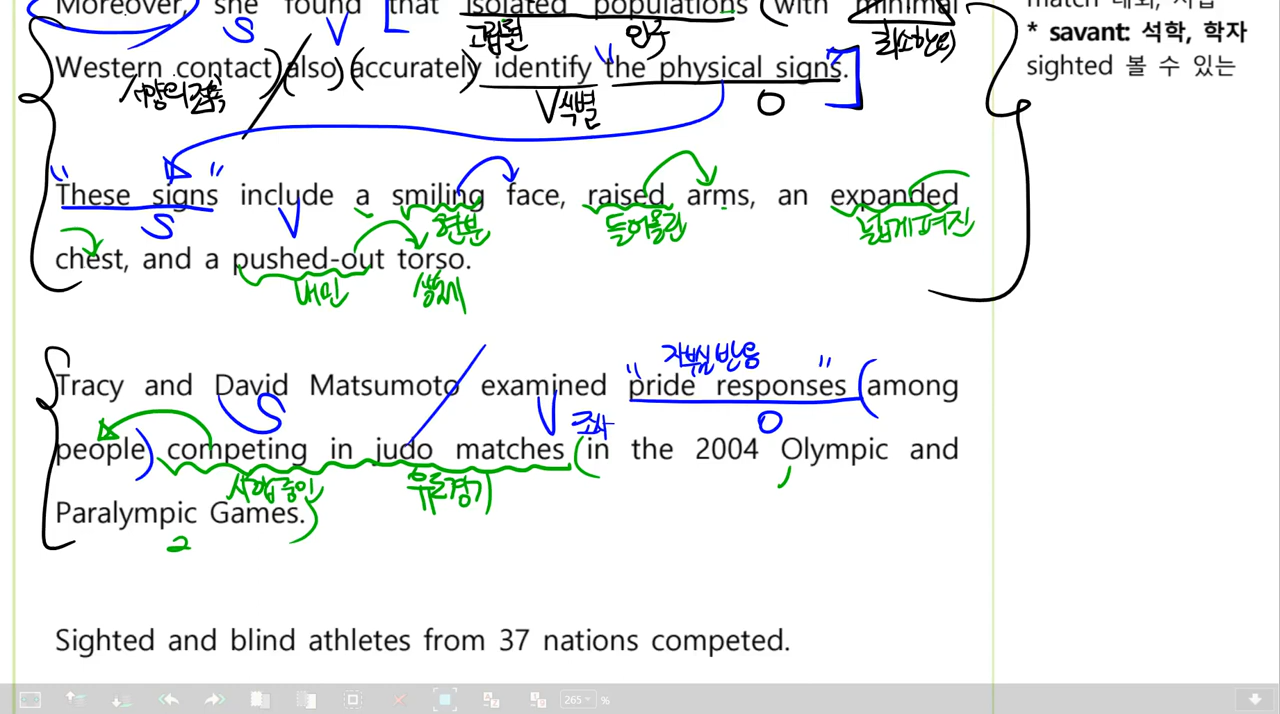 Moreover, she found that isolated populations (with minimal
S V 고립된 인구 최소한의
Western contact) (also) (accurately) identify "the physical signs."
서양의 접촉 V 식별 O
"These signs" include a smiling face, raised arms, an expanded
S V 들어올린 넓게 펴진
chest, and a pushed-out torso.
내민 상체
자부심 반응
Tracy and David Matsumoto examined "pride responses" (among
S V 조사 O
people) competing in judo matches (in the 2004 Olympic and
시합 중인 유도경기
Paralympic Games.)
2
Sighted and blind athletes from 37 nations competed.
* savant: 석학, 학자
sighted 볼 수 있는
265 %